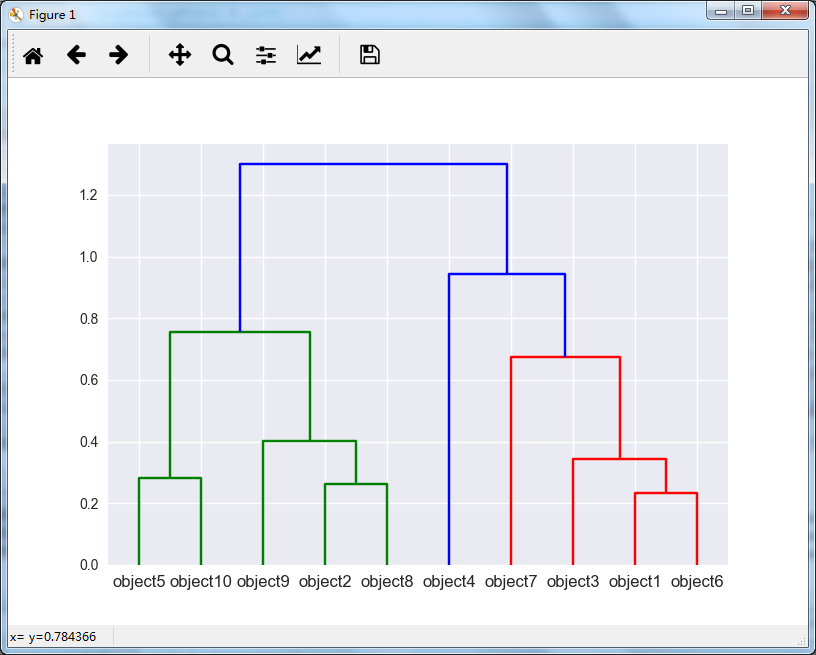 Figure 1
1.2
1.0
0.8
0.6
0.4
0.2
0.0
object5 object10 object9 object2 object8 object4 object7 object3 object1 object6
x= y=0.784366